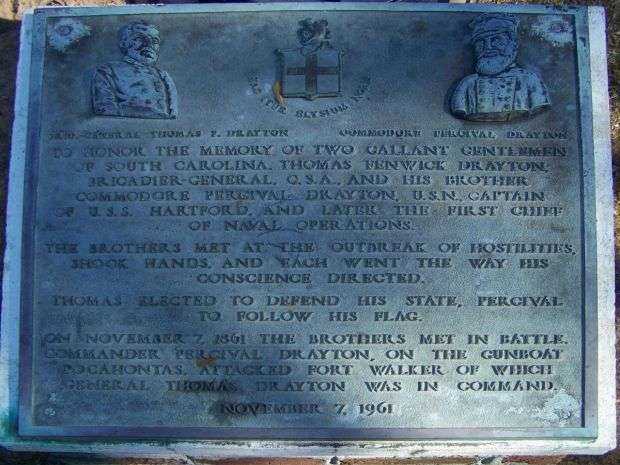 HAC ITUR ELYSIUM
BRIG.-GENERAL THOMAS F. DRAYTON COMMODORE PERCIVAL DRAYTON
TO HONOR THE MEMORY OF TWO GALLANT GENTLEMEN
OF SOUTH CAROLINA, THOMAS FENWICK DRAYTON,
BRIGADIER-GENERAL, C.S.A., AND HIS BROTHER
COMMODORE PERCIVAL DRAYTON, U.S.N., CAPTAIN
OF U.S.S. HARTFORD, AND LATER THE FIRST CHIEF
OF NAVAL OPERATIONS.
THE BROTHERS MET AT THE OUTBREAK OF HOSTILITIES,
SHOOK HANDS, AND EACH WENT THE WAY HIS
CONSCIENCE DIRECTED.
THOMAS ELECTED TO DEFEND HIS STATE, PERCIVAL
TO FOLLOW HIS FLAG.
ON NOVEMBER 7, 1861 THE BROTHERS MET IN BATTLE.
COMMANDER PERCIVAL DRAYTON, ON THE GUNBOAT
POCAHONTAS, ATTACKED FORT WALKER OF WHICH
GENERAL THOMAS DRAYTON WAS IN COMMAND.
NOVEMBER 7, 1961